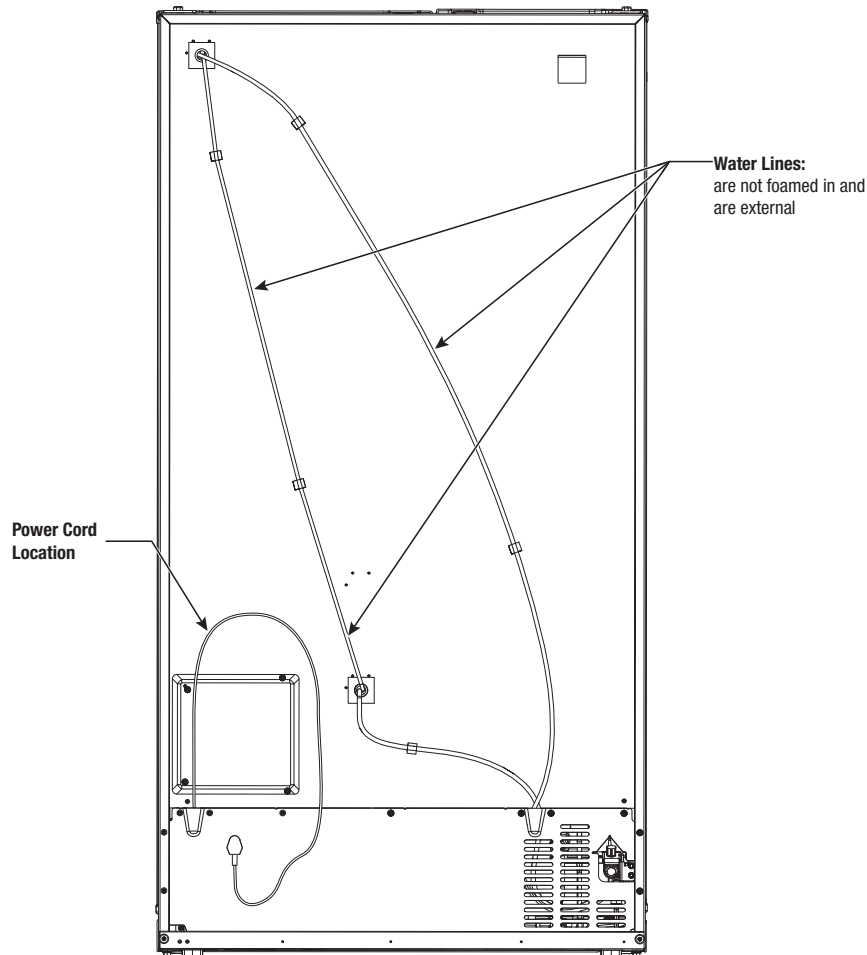 Water Lines:
are not foamed in and
are external
Power Cord
Location